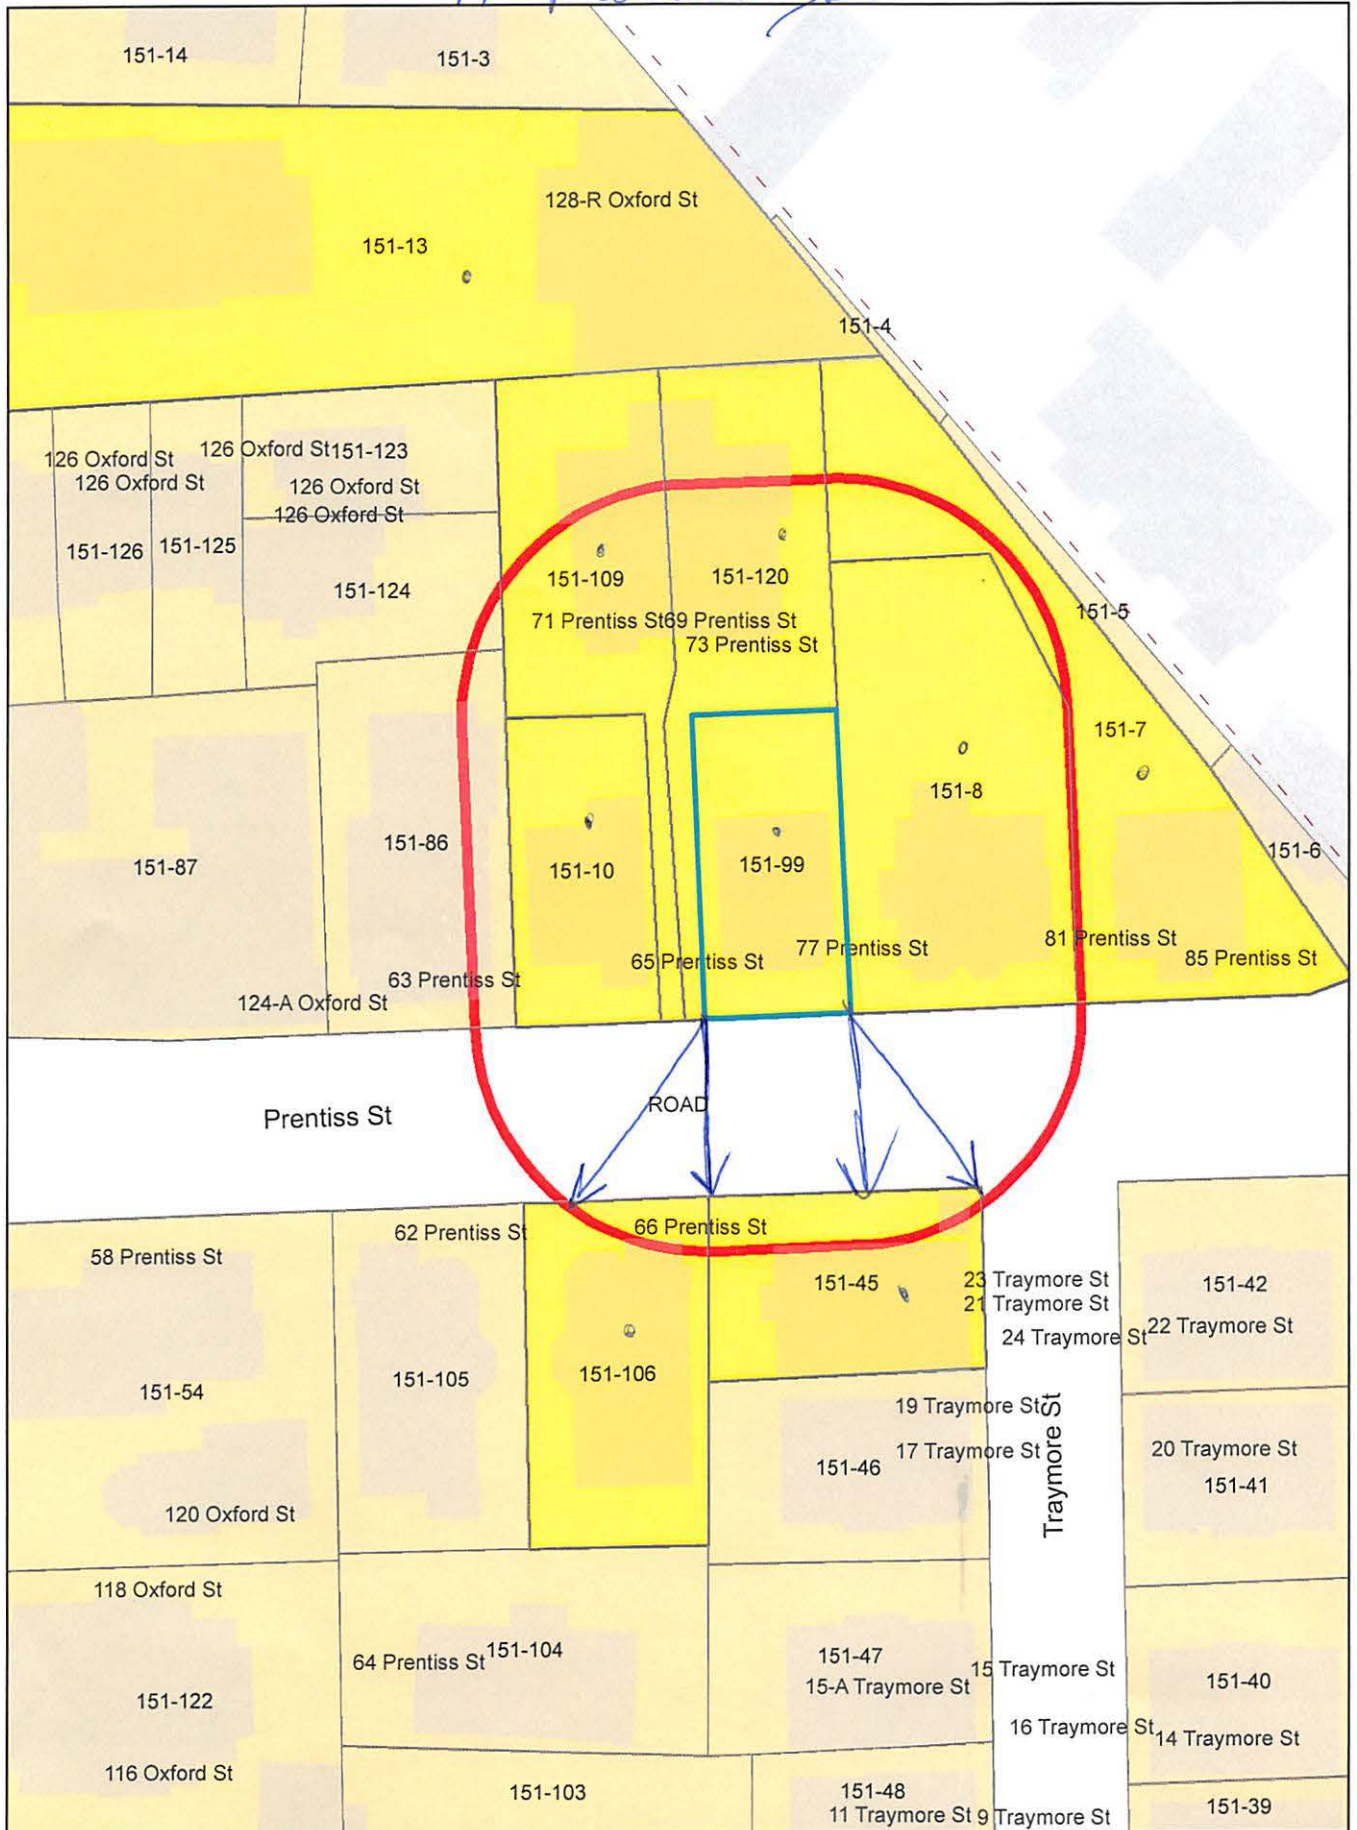 151-14
151-3
128-R Oxford St
151-13
151-4
126 Oxford St
126 Oxford St
126 Oxford St
151-123
126 Oxford St
126 Oxford St
151-126
151-125
151-124
151-109
151-120
71 Prentiss St
69 Prentiss St
73 Prentiss St
151-5
151-7
151-8
151-86
151-87
151-10
151-99
151-6
65 Prentiss St
77 Prentiss St
81 Prentiss St
85 Prentiss St
63 Prentiss St
124-A Oxford St
ROAD
Prentiss St
62 Prentiss St
66 Prentiss St
58 Prentiss St
151-45
23 Traymore St
21 Traymore St
24 Traymore St
151-42
22 Traymore St
151-54
151-105
151-106
19 Traymore St
17 Traymore St
151-46
Traymore St
20 Traymore St
151-41
120 Oxford St
118 Oxford St
64 Prentiss St
151-104
151-47
15-A Traymore St
15 Traymore St
151-40
151-122
16 Traymore St
14 Traymore St
116 Oxford St
151-103
151-48
11 Traymore St
9 Traymore St
151-39